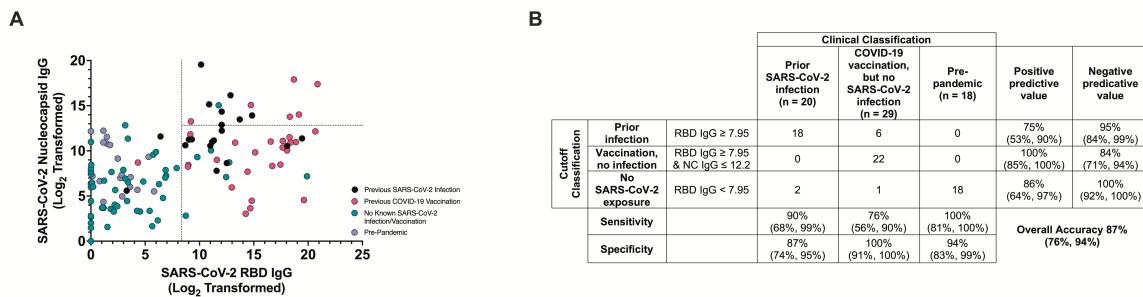 A
SARS-CoV-2 Nucleocapsid IgG
(Log2 Transformed)
20
15
10
5
0
0
5
10
15
20
25
SARS-CoV-2 RBD IgG
(Log2 Transformed)
Previous SARS-CoV-2 Infection
Previous COVID-19 Vaccination
No Known SARS-CoV-2
Infection/Vaccination
Pre-Pandemic
B
Clinical Classification
Prior
SARS-CoV-2
infection
(n = 20)
COVID-19
vaccination,
but no
SARS-CoV-2
infection
(n = 29)
Pre-
pandemic
(n = 18)
Positive
predictive
value
Negative
predicative
value
Cutoff
Classification
Prior
infection
RBD IgG ≥ 7.95
18
6
0
75%
(53%, 90%)
95%
(84%, 99%)
Vaccination,
no infection
RBD IgG ≥ 7.95
& NC IgG ≤ 12.2
0
22
0
100%
(85%, 100%)
84%
(71%, 94%)
No
SARS-CoV-2
exposure
RBD IgG < 7.95
2
1
18
86%
(64%, 97%)
100%
(92%, 100%)
Sensitivity
90%
(68%, 99%)
76%
(56%, 90%)
100%
(81%, 100%)
Overall Accuracy 87%
(76%, 94%)
Specificity
87%
(74%, 95%)
100%
(91%, 100%)
94%
(83%, 99%)